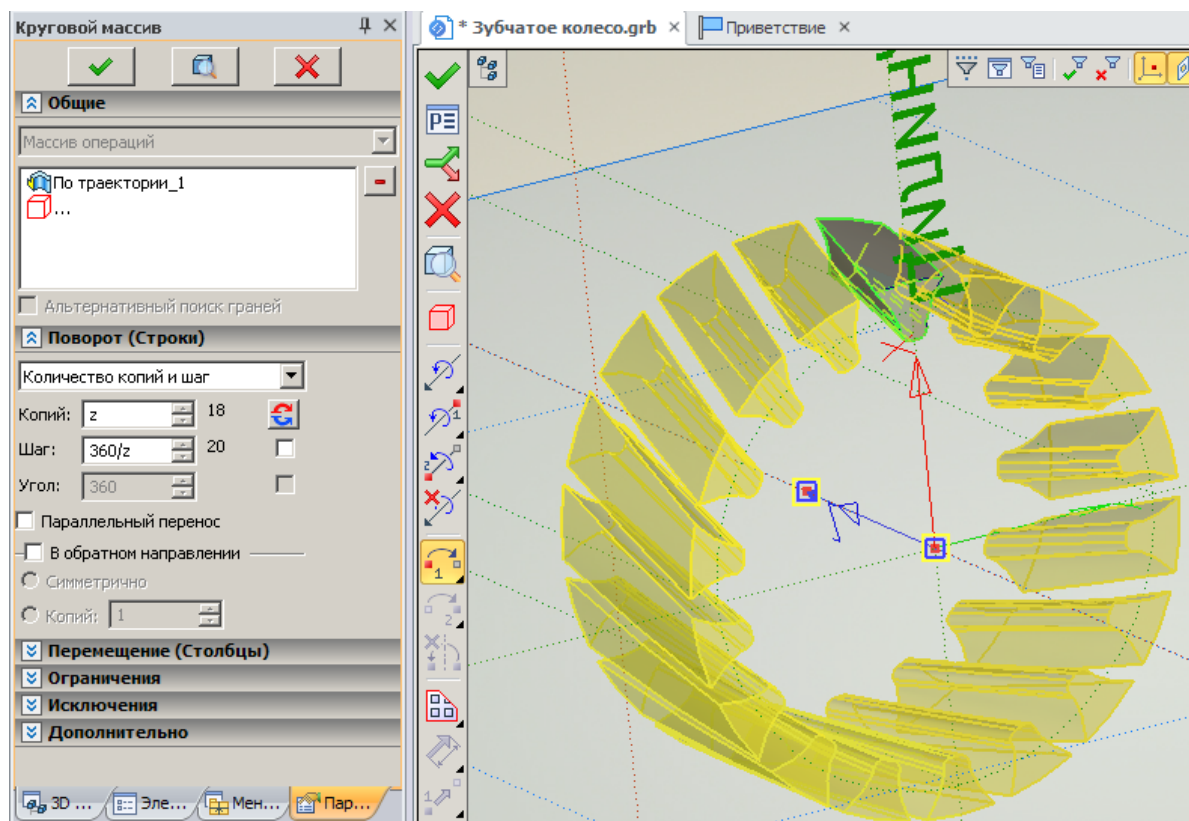 Круговой массив
* Зубчатое колесо.grb
Приветствие
Общие
Массив операций
По траектории_1
...
Альтернативный поиск граней
Поворот (Строки)
Количество копий и шаг
Копий: z 18
Шаг: 360/z 20
Угол: 360
Параллельный перенос
В обратном направлении
Симметрично
Копий: 1
Перемещение (Столбцы)
Ограничения
Исключения
Дополнительно
3D ... Эле... Мен... Пар...